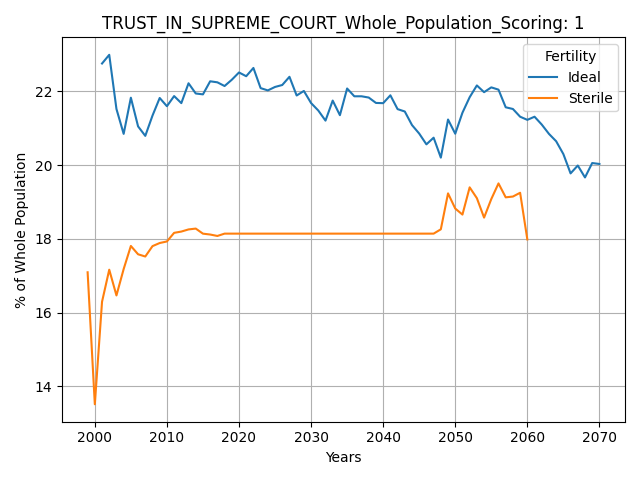 TRUST_IN_SUPREME_COURT_Whole_Population_Scoring: 1
Fertility
Ideal
Sterile
% of Whole Population
22
20
18
16
14
2000 2010 2020 2030 2040 2050 2060 2070
Years